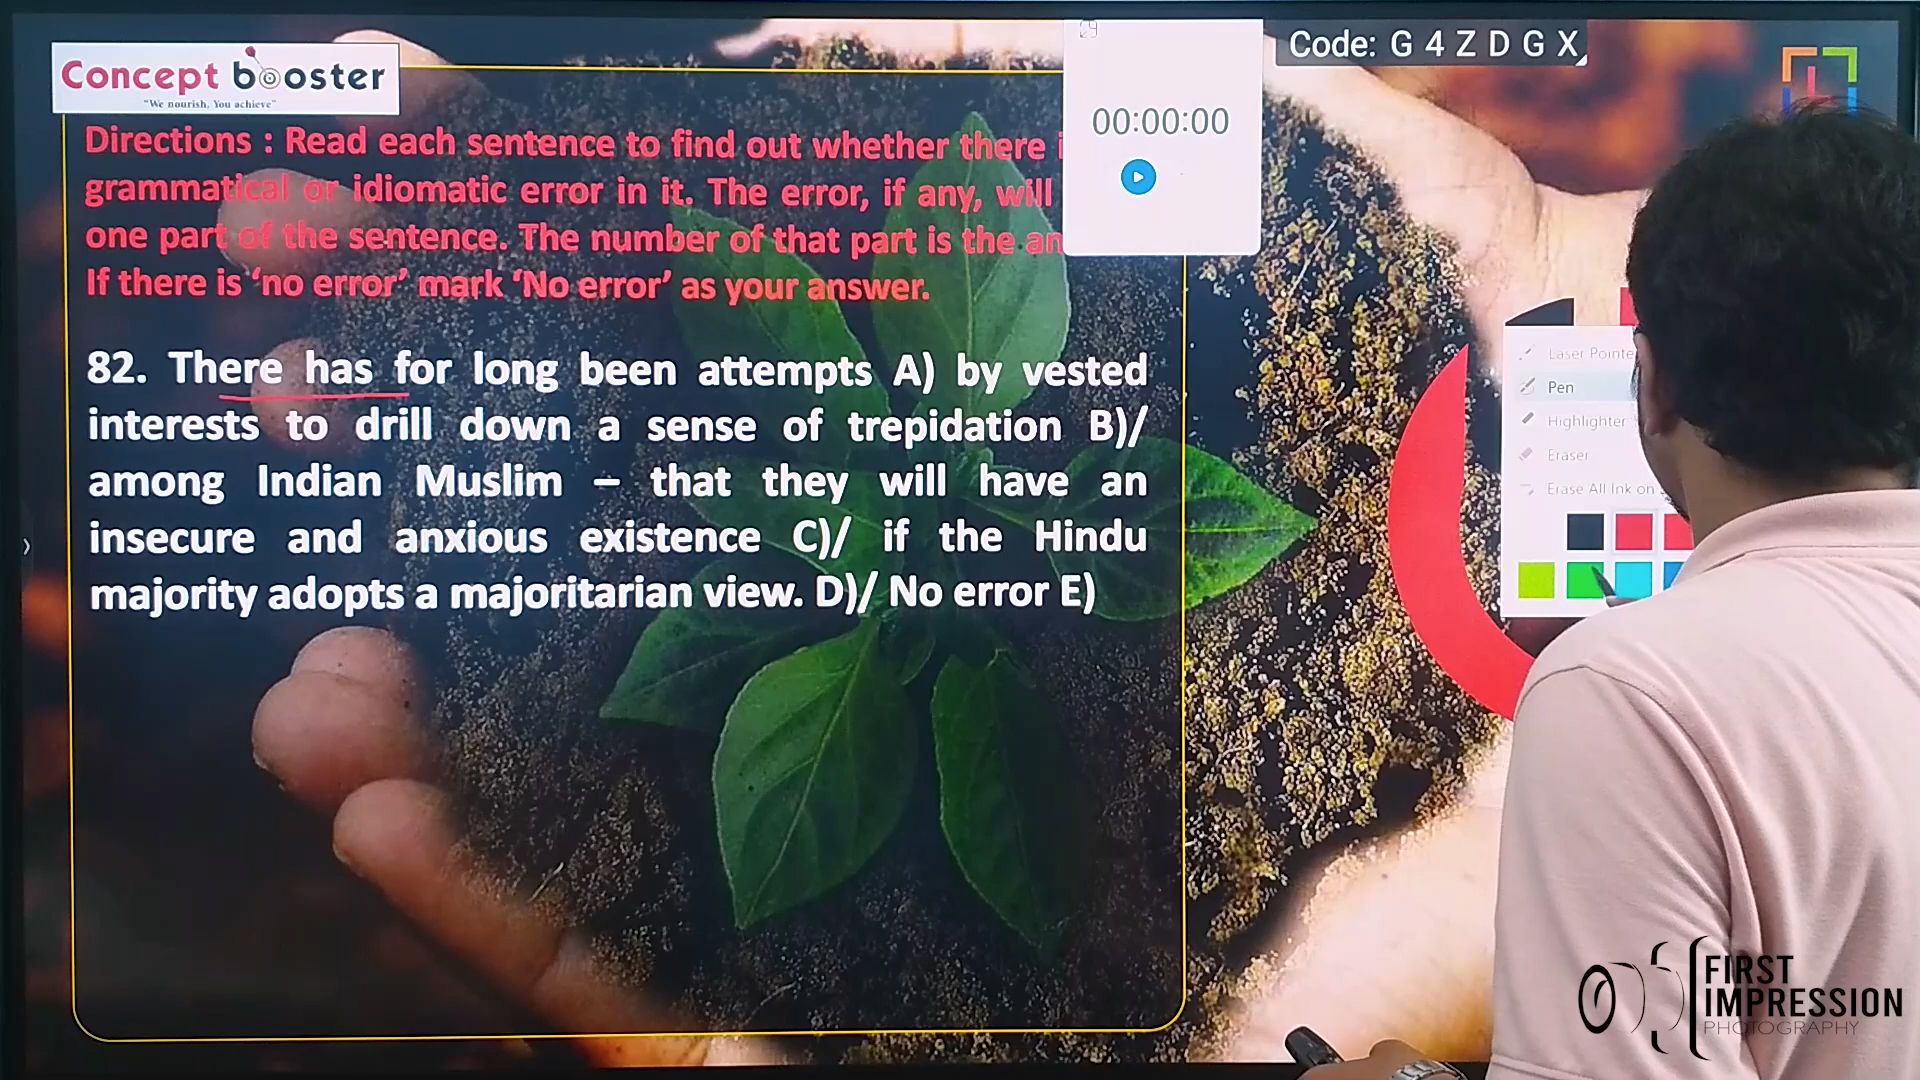 Concept booster
"We nourish, You achieve"
Code: G 4 Z D G X
00:00:00
Directions : Read each sentence to find out whether there
grammatical or idiomatic error in it. The error, if any, will
one part of the sentence. The number of that part is the
If there is ‘no error’ mark ‘No error’ as your answer.
82. There has for long been attempts A) by vested
interests to drill down a sense of trepidation B)/
among Indian Muslim – that they will have an
insecure and anxious existence C)/ if the Hindu
majority adopts a majoritarian view. D)/ No error E)
Laser Pointe
Pen
Highlighter
Eraser
Erase All Ink on
FIRST
IMPRESSION
PHOTOGRAPHY